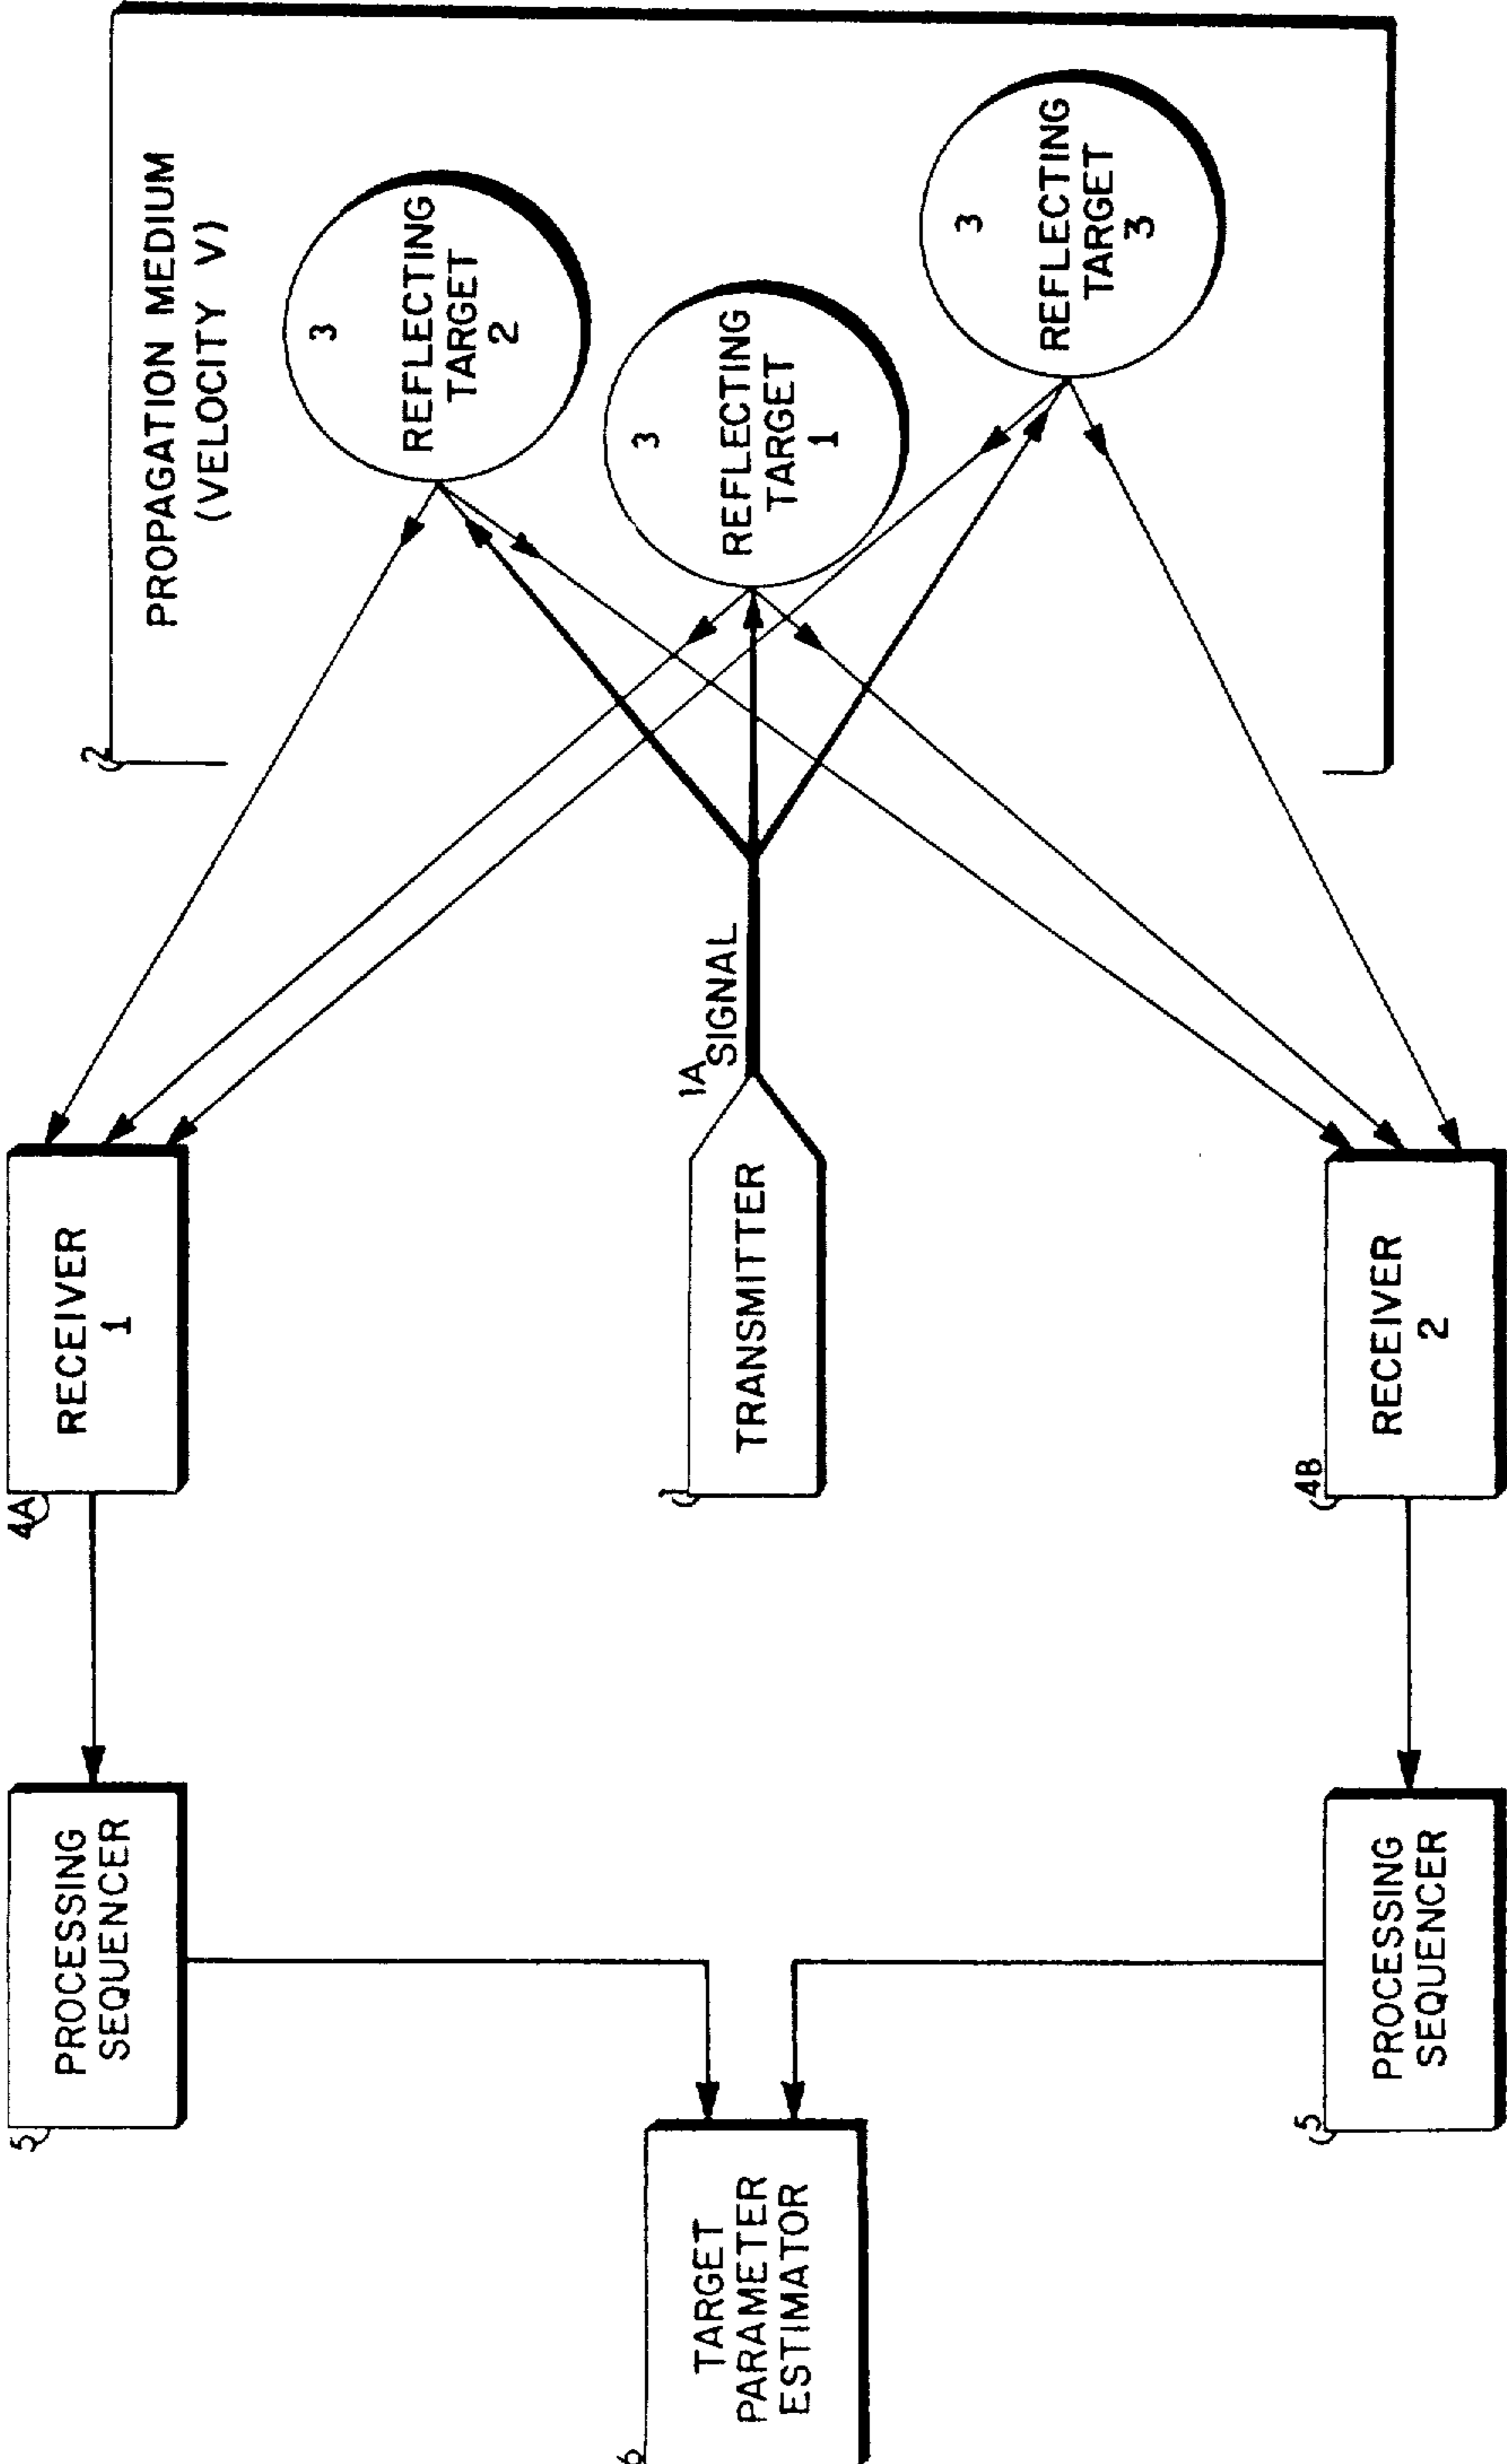 2
PROPAGATION MEDIUM
(VELOCITY V)
3
REFLECTING
TARGET
2
3
REFLECTING
TARGET
1
3
REFLECTING
TARGET
3
1A
SIGNAL
4A
RECEIVER
1
1
TRANSMITTER
4B
RECEIVER
2
5
PROCESSING
SEQUENCER
5
PROCESSING
SEQUENCER
6
TARGET
PARAMETER
ESTIMATOR